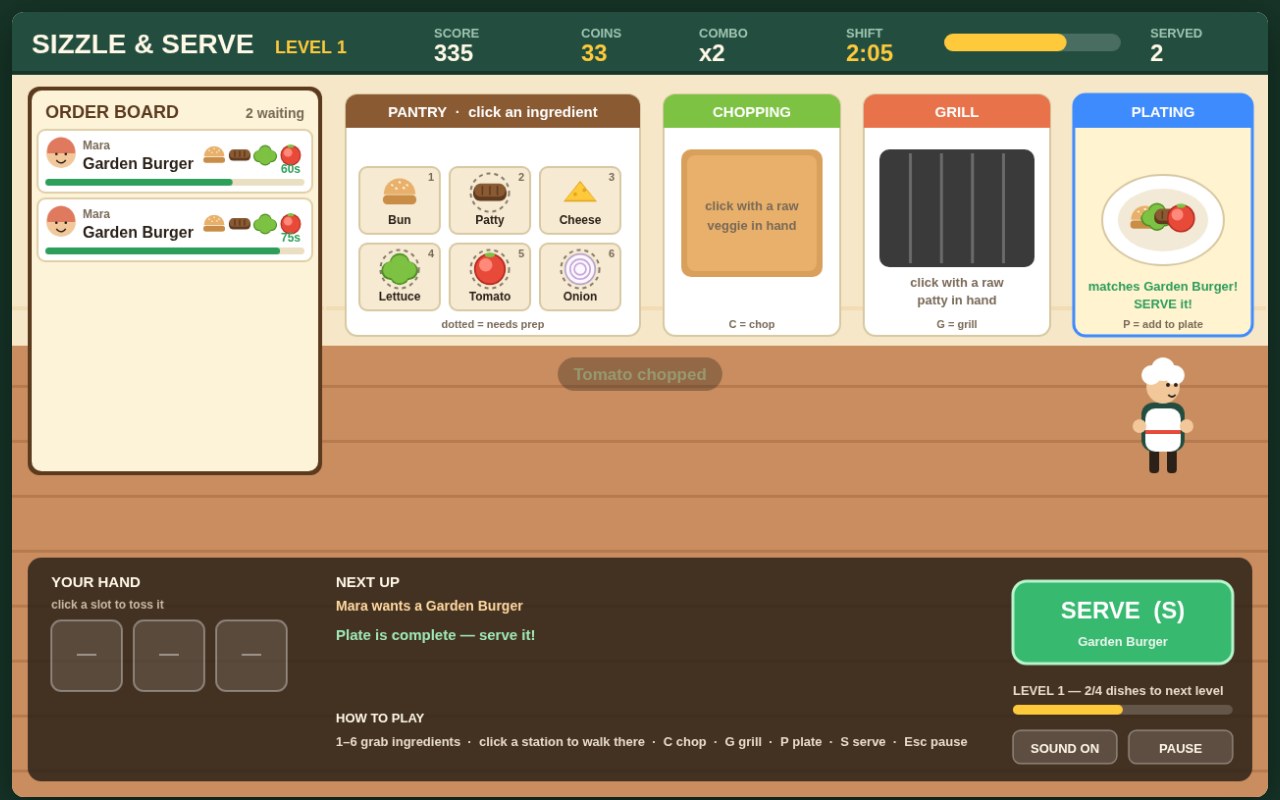 SIZZLE & SERVE LEVEL 1
SCORE
335
COINS
33
COMBO
x2
SHIFT
2:05
SERVED
2
ORDER BOARD 2 waiting
Mara
Garden Burger
60s
Mara
Garden Burger
75s
PANTRY · click an ingredient
1
Bun
2
Patty
3
Cheese
4
Lettuce
5
Tomato
6
Onion
dotted = needs prep
CHOPPING
click with a raw
veggie in hand
C = chop
GRILL
click with a raw
patty in hand
G = grill
PLATING
matches Garden Burger!
SERVE it!
P = add to plate
Tomato chopped
YOUR HAND
click a slot to toss it
— — —
NEXT UP
Mara wants a Garden Burger
Plate is complete — serve it!
HOW TO PLAY
1–6 grab ingredients · click a station to walk there · C chop · G grill · P plate · S serve · Esc pause
SERVE (S)
Garden Burger
LEVEL 1 — 2/4 dishes to next level
SOUND ON PAUSE